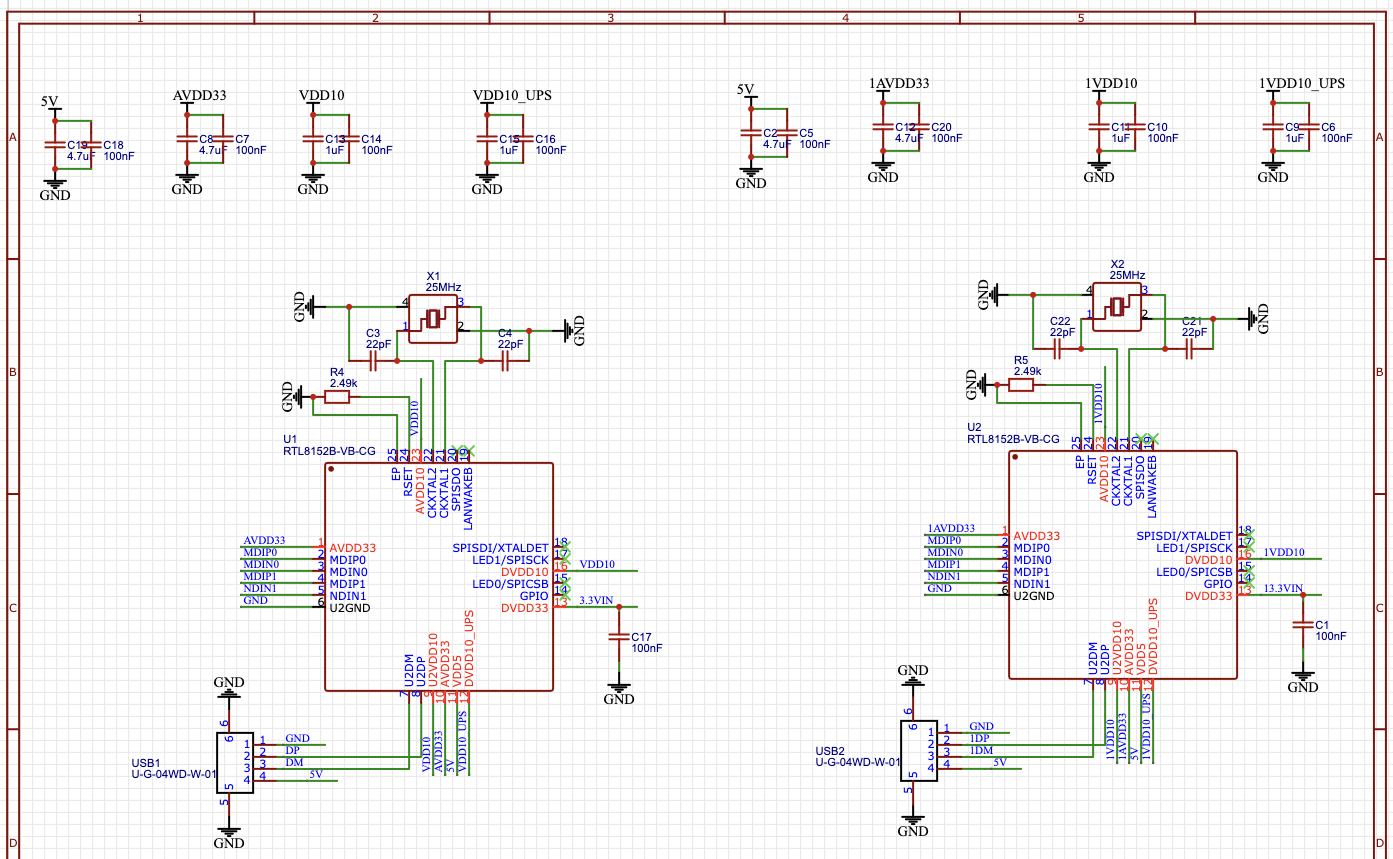 1 2 3 4 5
5V AVDD33 VDD10 VDD10_UPS 5V 1AVDD33 1VDD10 1VDD10_UPS
A A
C19 C18
4.7uF 100nF
GND
C8 C7
4.7uF 100nF
GND
C13 C14
1uF 100nF
GND
C15 C16
1uF 100nF
GND
C2 C5
4.7uF 100nF
GND
C12 C20
4.7uF 100nF
GND
C11 C10
1uF 100nF
GND
C9 C6
1uF 100nF
GND
B B
X1
25MHz
GND
4 3
1 2
GND
C3
22pF
C4
22pF
R4
2.49k
GND
VDD10
U1
RTL8152B-VB-CG
25 24 23 22 21 20 19
EP
RSET
AVDD10
CKXTAL2
CKXTAL1
SPISDO
LANWAKEB
AVDD33 1 AVDD33
MDIP0 2 MDIP0
MDIN0 3 MDIN0
MDIP1 4 MDIP1
NDIN1 5 NDIN1
GND 6 U2GND
SPISDI/XTALDET 18
LED1/SPISCK 17
DVDD10 16 VDD10
LED0/SPICSB 15
GPIO 14
DVDD33 13 3.3VIN
C17
100nF
GND
U2DM
U2DP
U2VDD10
AVDD33
VDD5
DVDD10_UPS
7 8 9 10 11 12
VDD10
AVDD33
5V
VDD10_UPS
GND
6
6
USB1
U-G-04WD-W-01
1 1 GND
2 2 DP
3 3 DM
4 4 5V
5
5
GND
X2
25MHz
GND
4 3
1 2
GND
C22
22pF
C21
22pF
R5
2.49k
GND
1VDD10
U2
RTL8152B-VB-CG
25 24 23 22 21 20 19
EP
RSET
AVDD10
CKXTAL2
CKXTAL1
SPISDO
LANWAKEB
C C
1AVDD33 1 AVDD33
MDIP0 2 MDIP0
MDIN0 3 MDIN0
MDIP1 4 MDIP1
NDIN1 5 NDIN1
GND 6 U2GND
SPISDI/XTALDET 18
LED1/SPISCK 17
DVDD10 16 1VDD10
LED0/SPICSB 15
GPIO 14
DVDD33 13 13.3VIN
C1
100nF
GND
U2DM
U2DP
U2VDD10
AVDD33
VDD5
DVDD10_UPS
7 8 9 10 11 12
1VDD10
1AVDD33
5V
1VDD10_UPS
GND
6
6
USB2
U-G-04WD-W-01
1 1 GND
2 2 1DP
3 3 1DM
4 4 5V
5
5
GND
D D